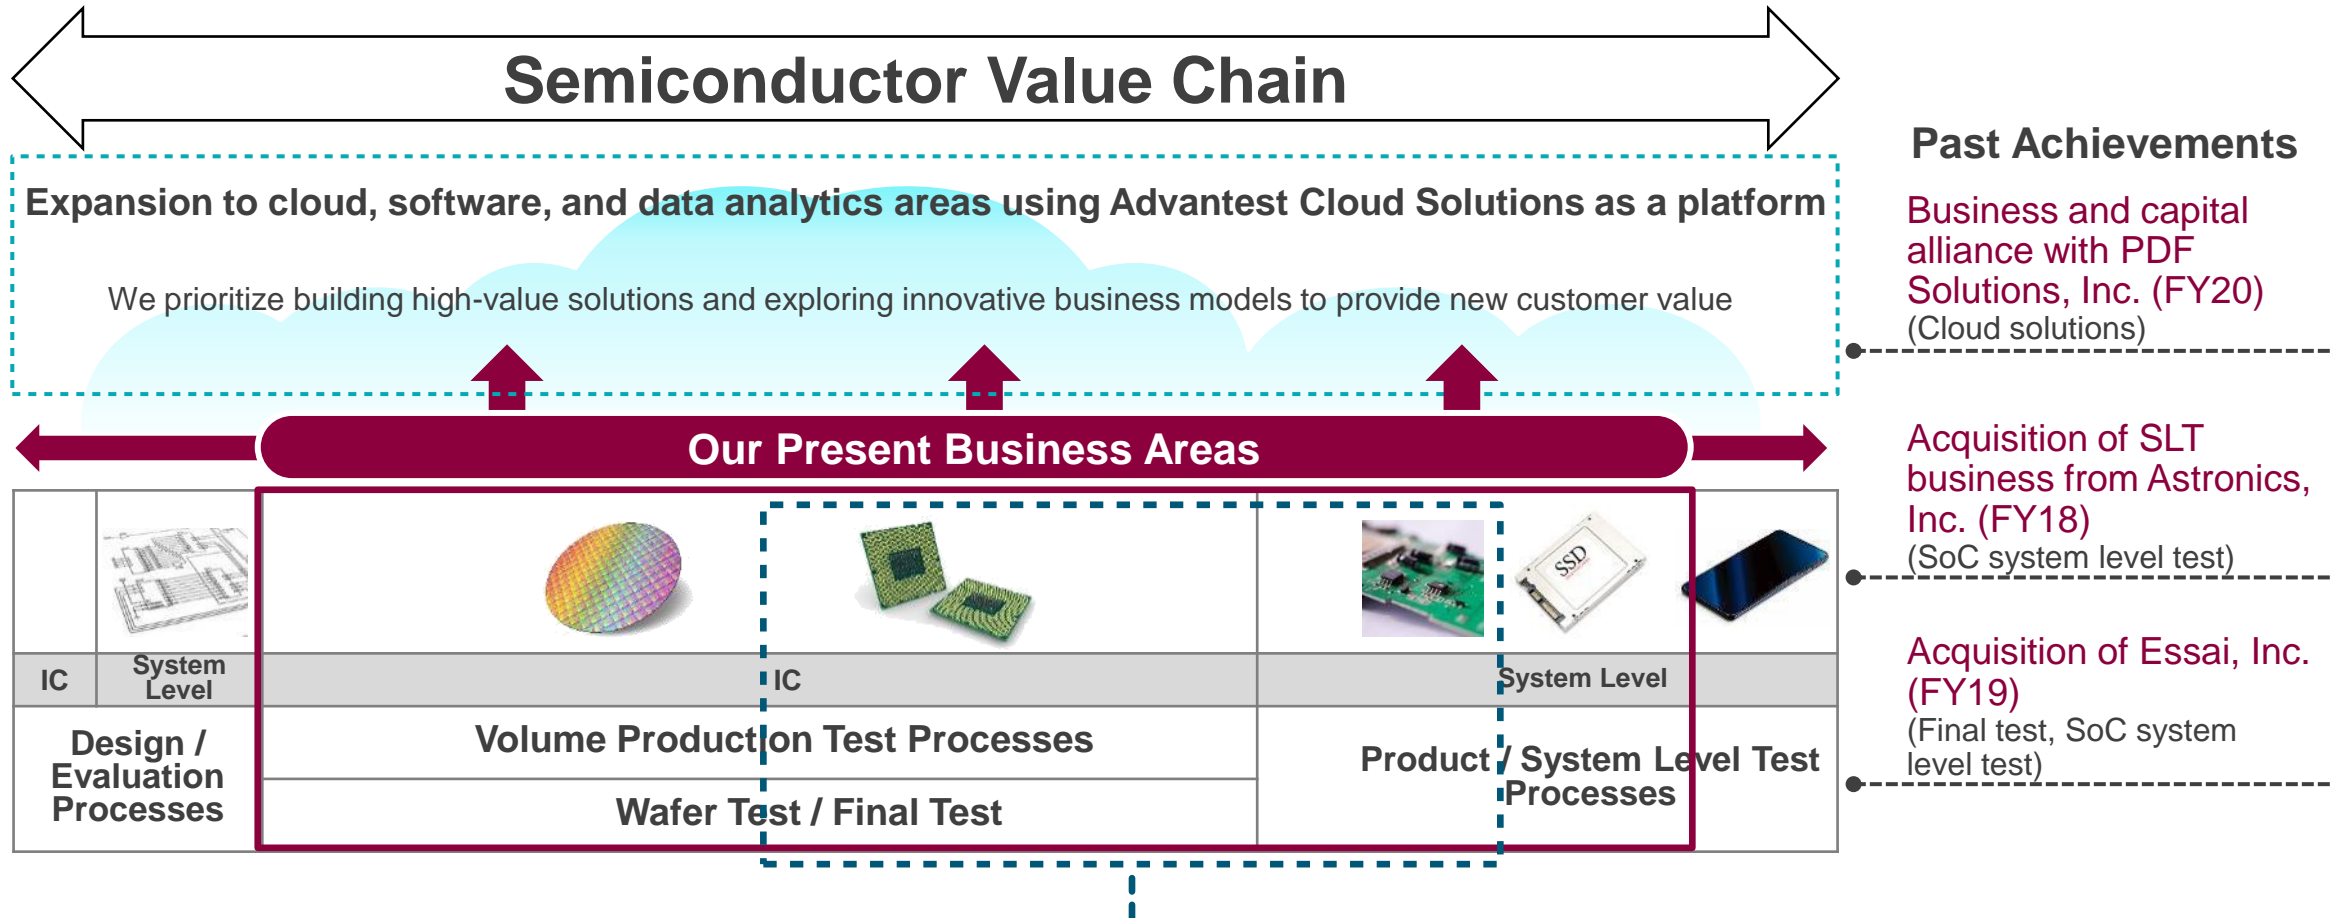 Semiconductor Value Chain
Expansion to cloud, software, and data analytics areas using Advantest Cloud Solutions as a platform
We prioritize building high-value solutions and exploring innovative business models to provide new customer value
Our Present Business Areas
SSD
IC
System
Level
IC
System Level
Design /
Evaluation
Processes
Volume Production Test Processes
Wafer Test / Final Test
Product / System Level Test
Processes
Past Achievements
Business and capital
alliance with PDF
Solutions, Inc. (FY20)
(Cloud solutions)
Acquisition of SLT
business from Astronics,
Inc. (FY18)
(SoC system level test)
Acquisition of Essai, Inc.
(FY19)
(Final test, SoC system
level test)